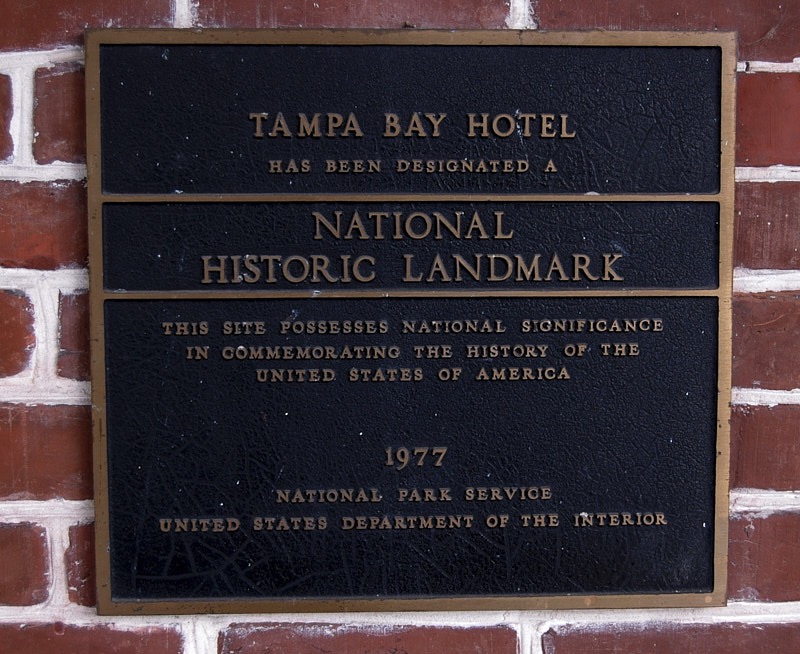 TAMPA BAY HOTEL
HAS BEEN DESIGNATED A
NATIONAL
HISTORIC LANDMARK
THIS SITE POSSESSES NATIONAL SIGNIFICANCE
IN COMMEMORATING THE HISTORY OF THE
UNITED STATES OF AMERICA
1977
NATIONAL PARK SERVICE
UNITED STATES DEPARTMENT OF THE INTERIOR